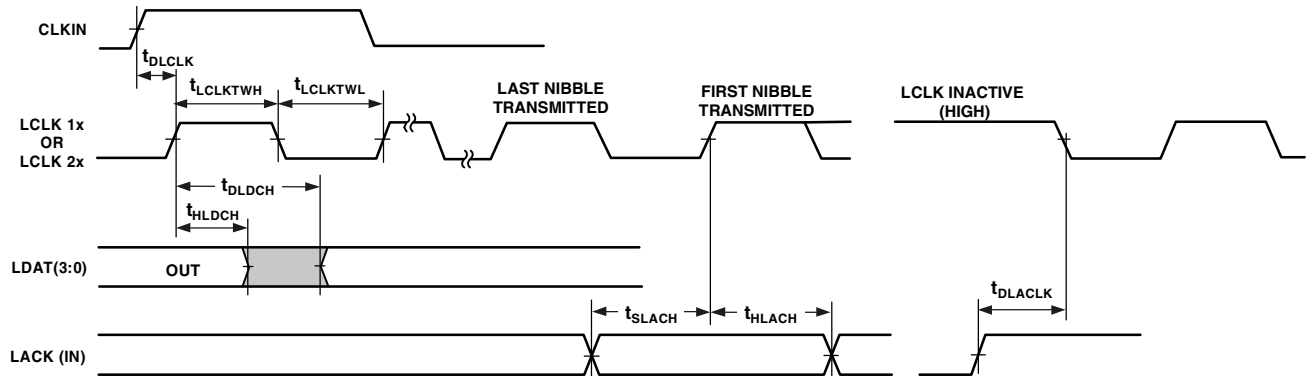 CLKIN
tDLCLK
tLCLKTWH
tLCLKTWL
LAST NIBBLE
TRANSMITTED
FIRST NIBBLE
TRANSMITTED
LCLK INACTIVE
(HIGH)
LCLK 1x
OR
LCLK 2x
tDLDCH
tHLDCH
LDAT(3:0)
OUT
tSLACH
tHLACH
tDLACLK
LACK (IN)